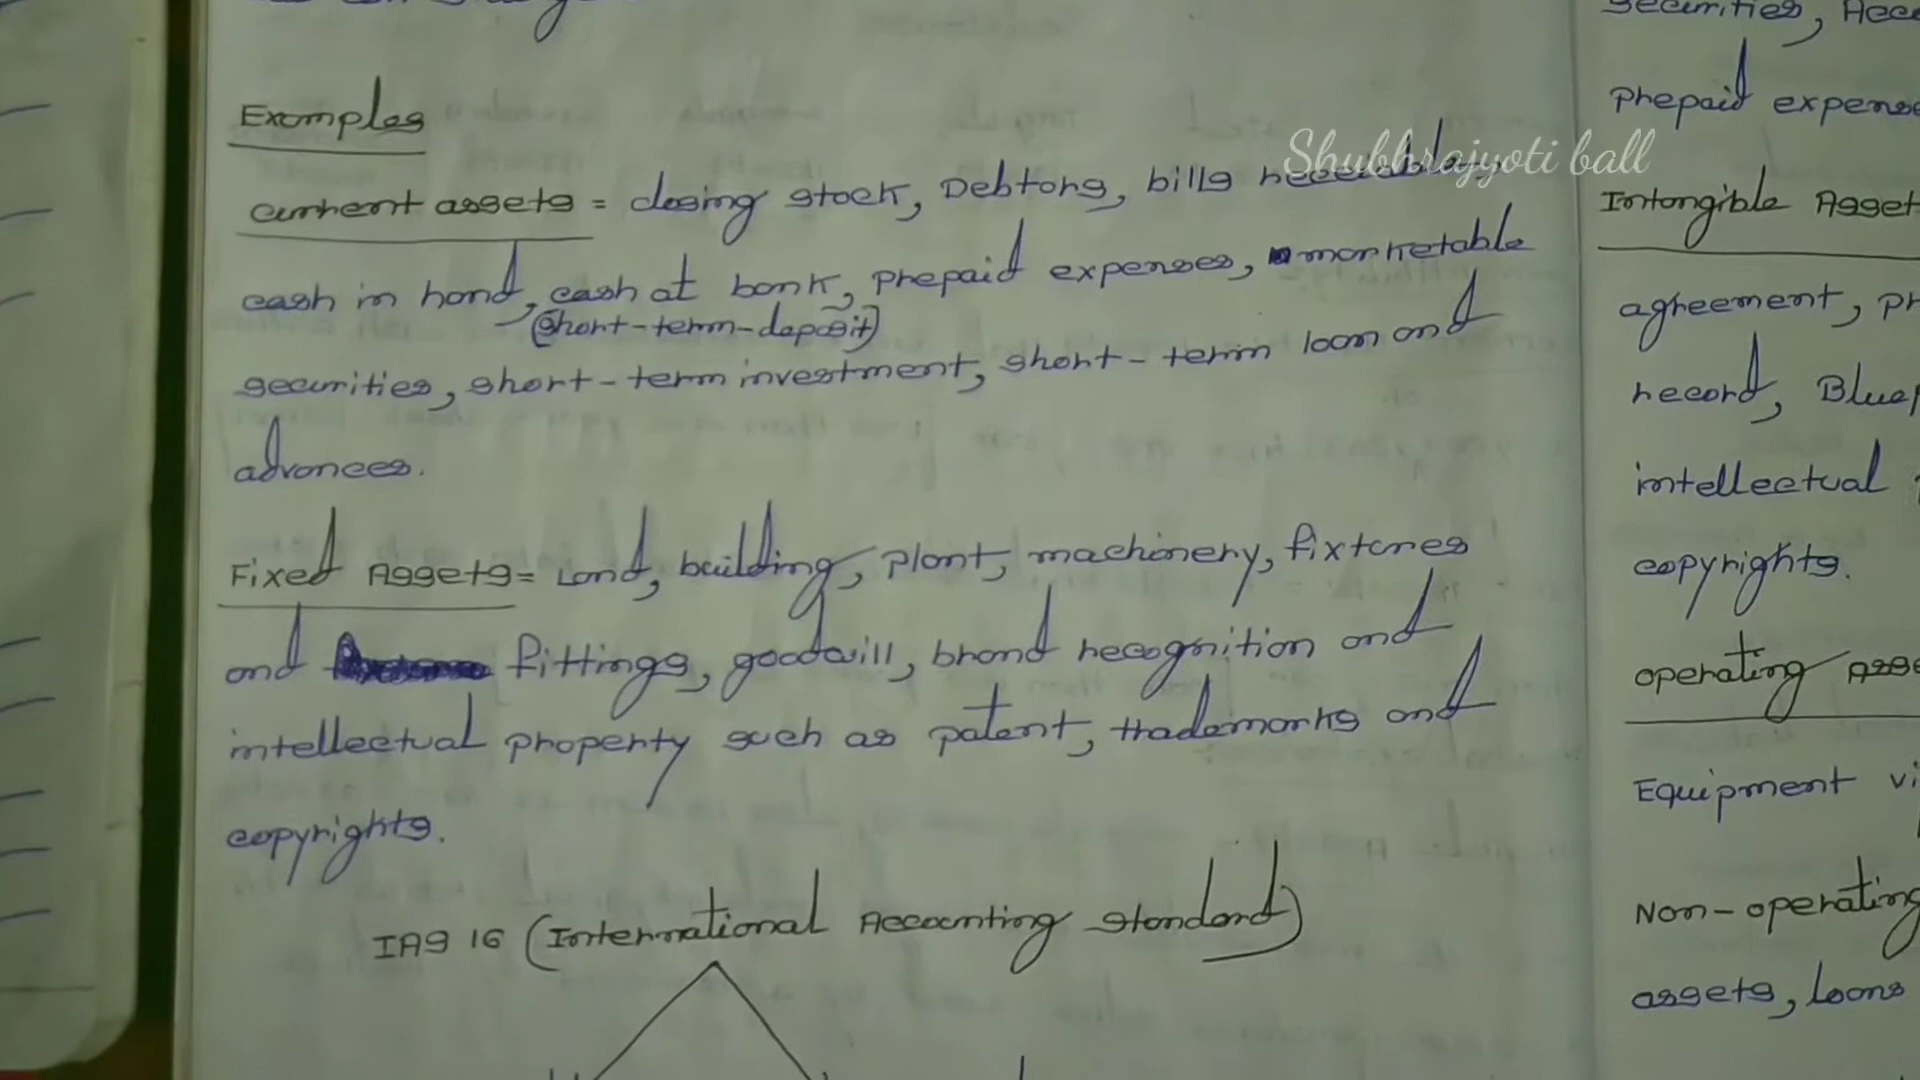 Examples
current assets = closing stock, Debtors, bills receivable,
cash in hand, cash at bank, prepaid expenses, marketable
(short-term-deposit)
securities, short-term investment, short-term loan and
advances.
Fixed Assets = Land, building, plant, machinery, fixtures
and fittings, goodwill, brand recognition and
intellectual property such as patent, trademarks and
copyrights.
IAS 16 (International Accounting Standard)
Shubhrajyoti ball
securities, Acc
prepaid expense
Intangible Asset
agreement, pr
record, Bluep
intellectual
copyrights.
operating Asse
Equipment vi
Non-operating
assets, loans